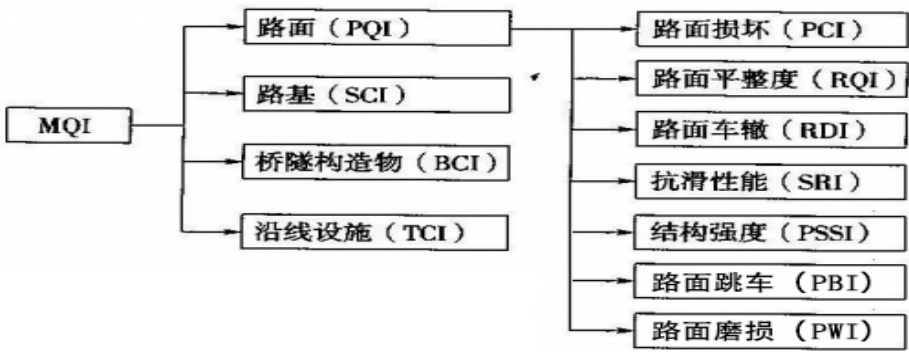 MQI
路面（PQI）
路基（SCI）
桥隧构造物（BCI）
沿线设施（TCI）
路面损坏（PCI）
路面平整度（RQI）
路面车辙（RDI）
抗滑性能（SRI）
结构强度（PSSI）
路面跳车（PBI）
路面磨损（PWI）